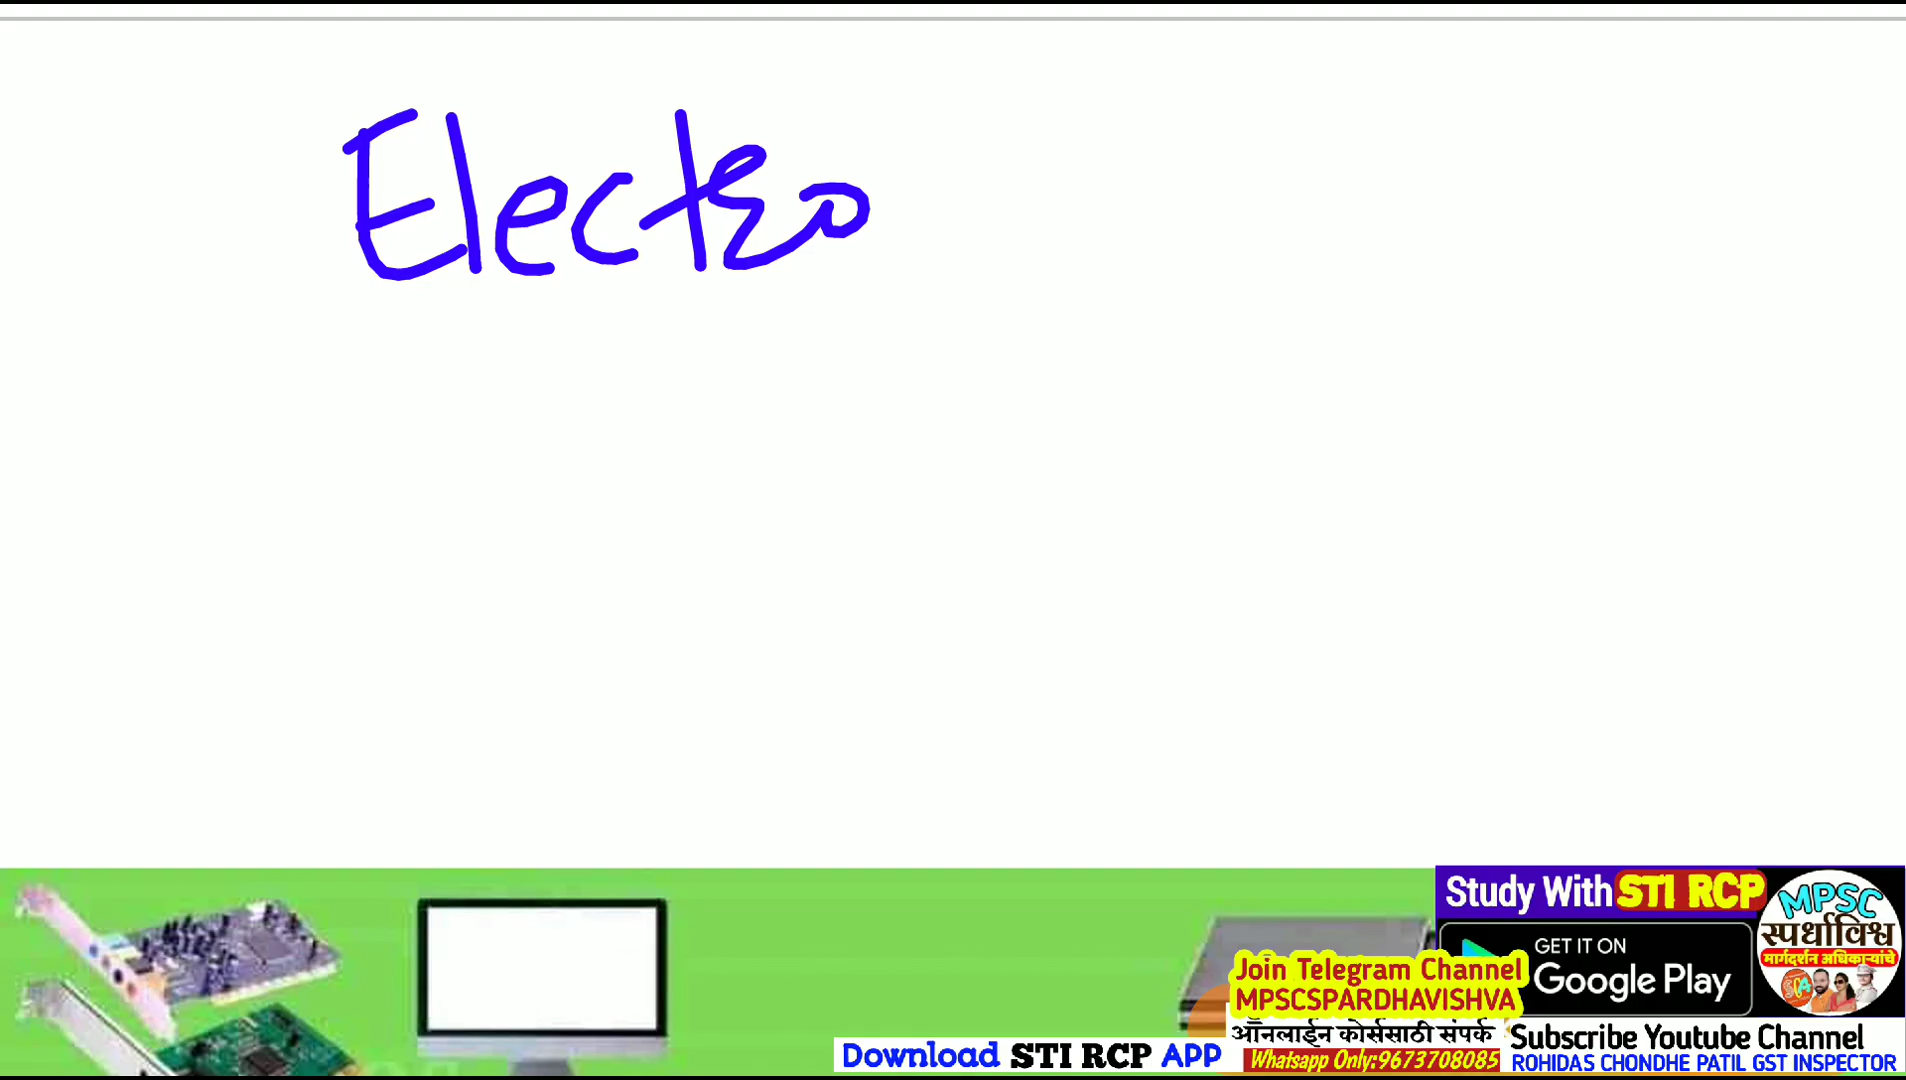 Electro
Study With STI RCP
MPSC
स्पर्धाविश्व
मार्गदर्शन अधिकाऱ्यांचे
GET IT ON
Google Play
Join Telegram Channel
MPSCSPARDHAVISHVA
ऑनलाईन कोर्ससाठी संपर्क
Whatsapp Only:9673708085
Download STI RCP APP
Subscribe Youtube Channel
ROHIDAS CHONDHE PATIL GST INSPECTOR